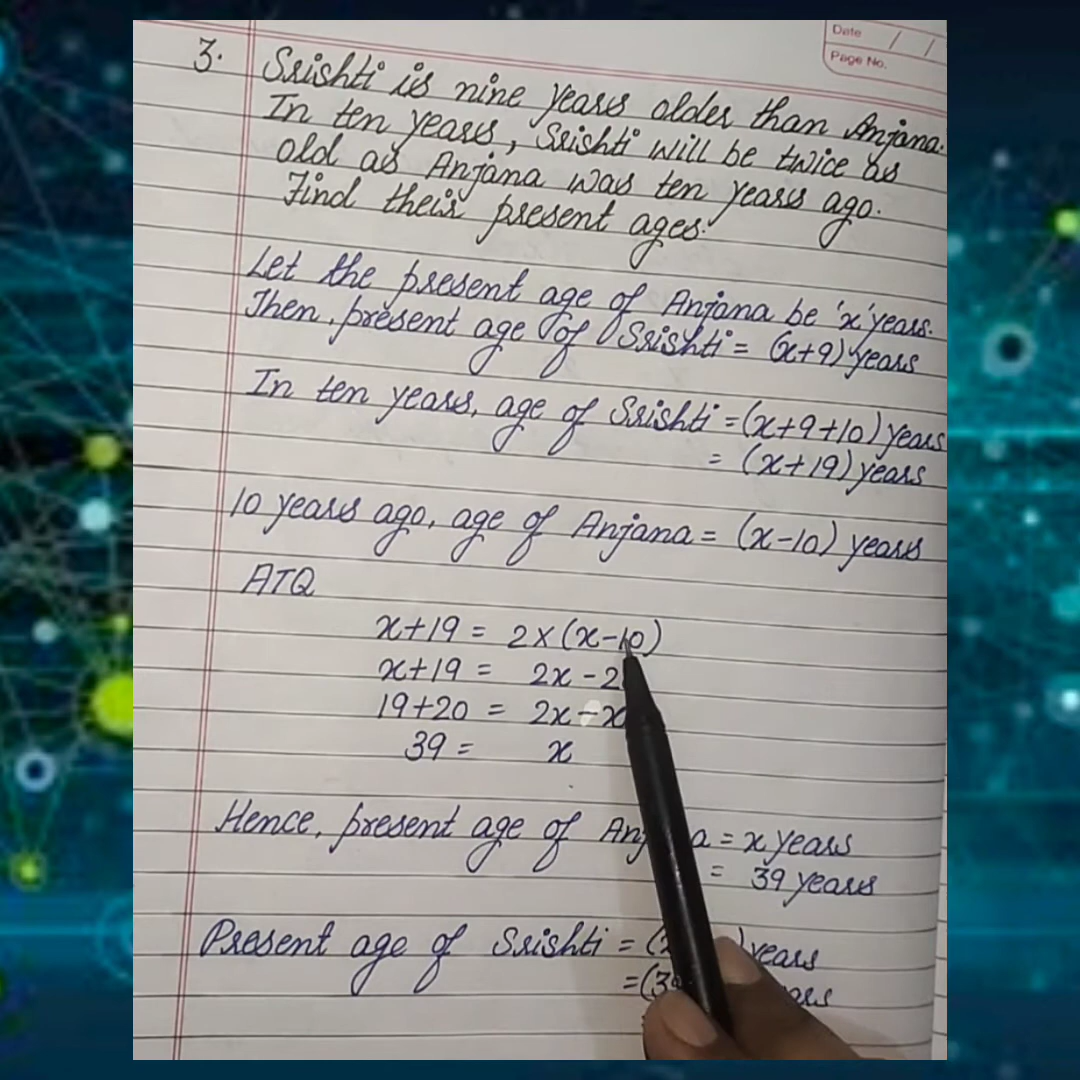 Date / /
Page No.
3. Srishti is nine years older than Anjana.
In ten years, Srishti will be twice as
old as Anjana was ten years ago.
Find their present ages.
Let the present age of Anjana be 'x' years.
Then, present age of Srishti = (x+9) years
In ten years, age of Srishti = (x+9+10) years
= (x+19) years
10 years ago, age of Anjana = (x-10) years
ATQ
x+19 = 2×(x-10)
x+19 = 2x-2
19+20 = 2x-x
39 = x
Hence, present age of = x years
= 39 years
Present age of Srishti = ( ) years
=(3